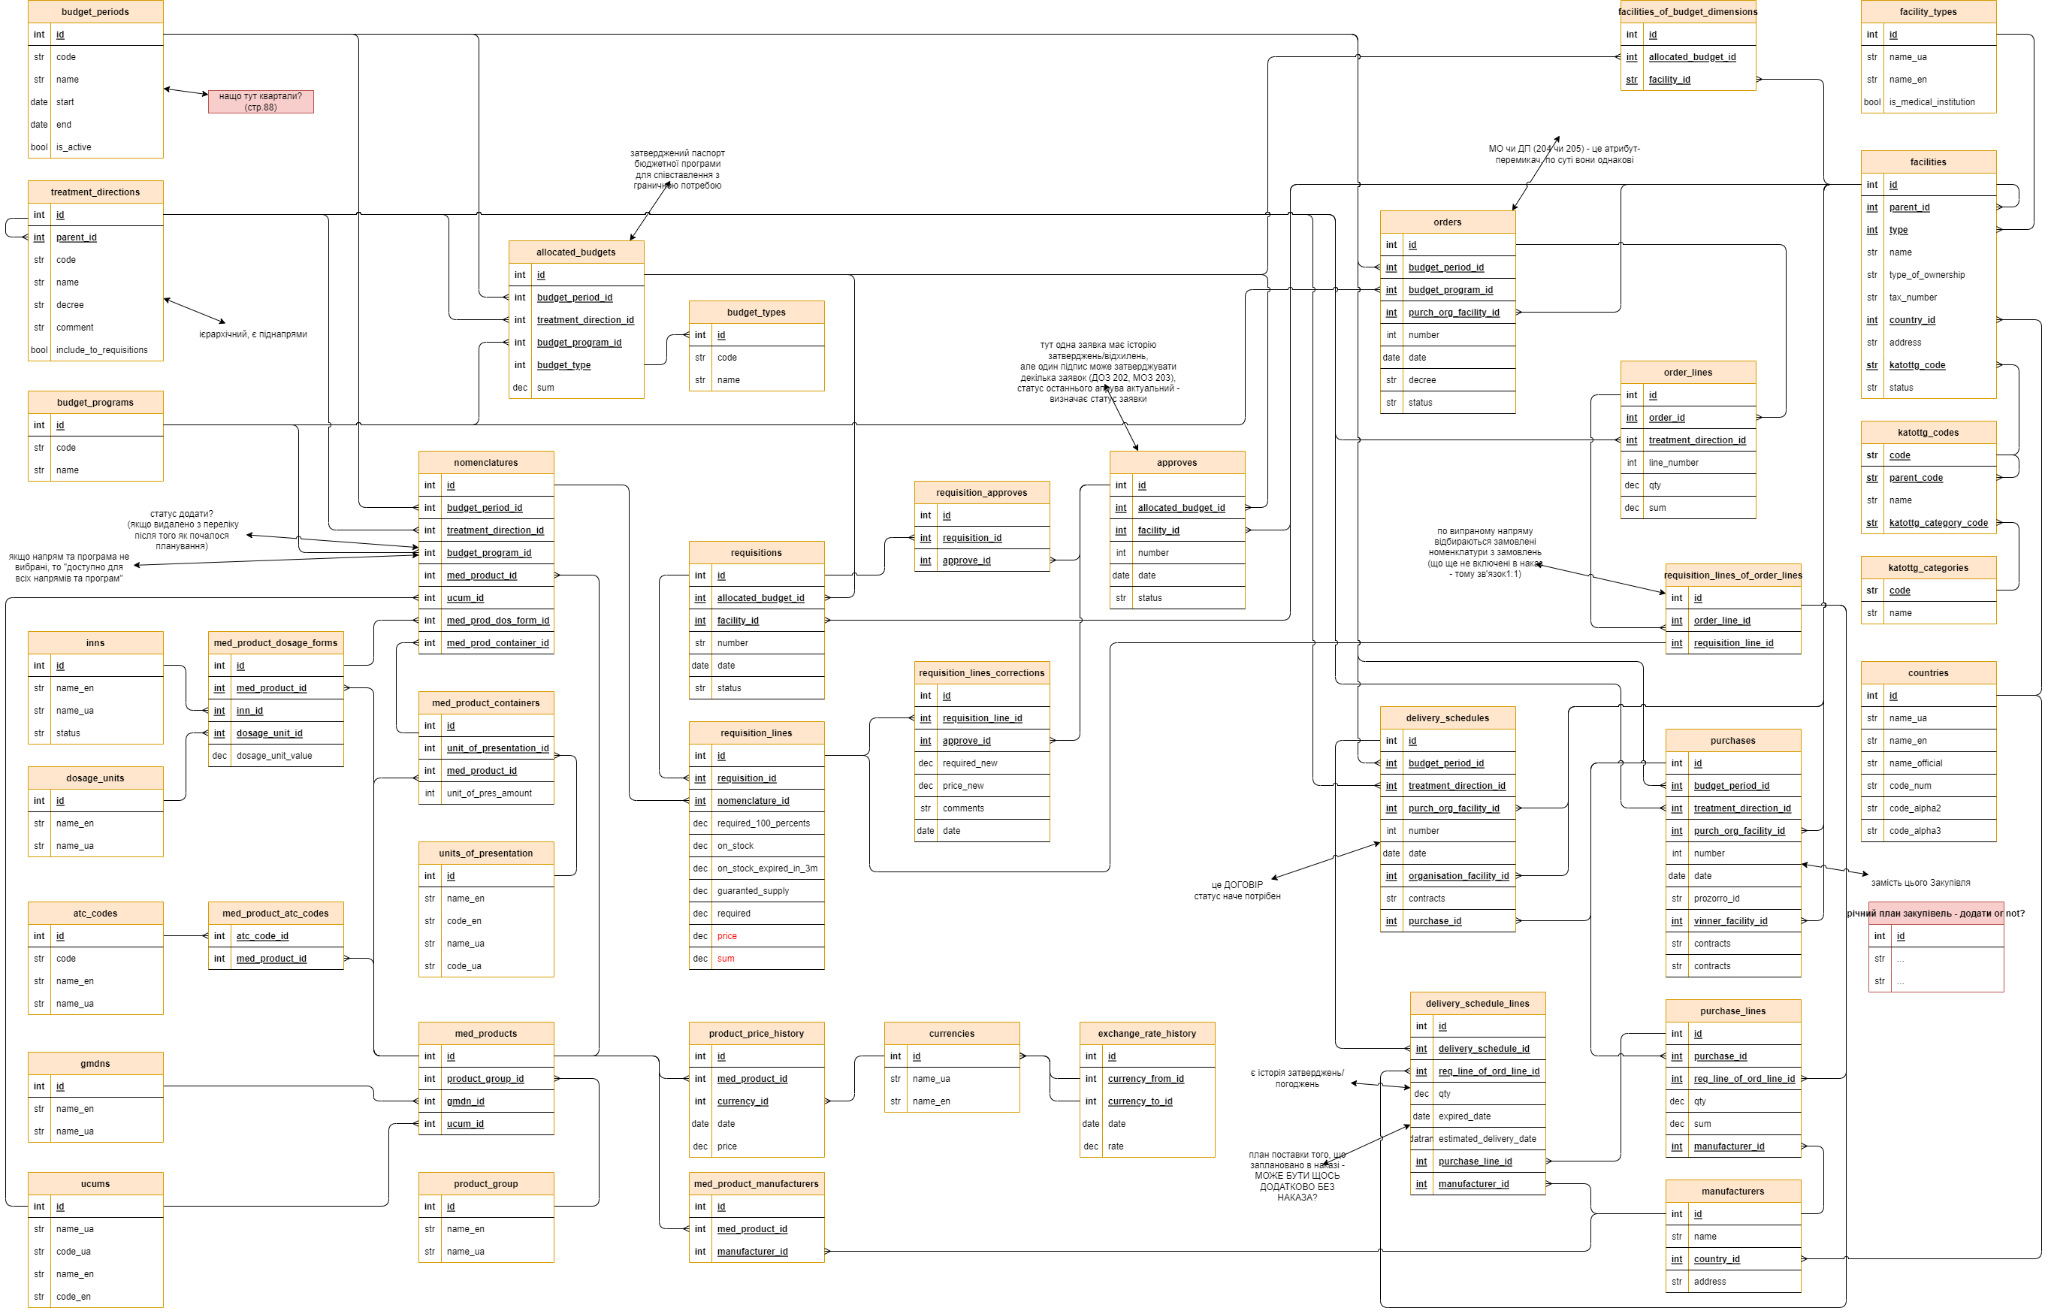 budget_periods
int id
str code
str name
date start
date end
bool is_active
нащо тут квартали?
(стр.88)
treatment_directions
int id
int parent_id
str code
str name
str decree
str comment
bool include_to_requisitions
ієрархічний, є піднапрями
budget_programs
int id
str code
str name
статус додати?
(якщо видалено з переліку
після того як почалося
планування)
якщо напрям та програма не
вибрані, то "доступно для
всіх напрямів та програм"
inns
int id
str name_en
str name_ua
str status
dosage_units
int id
str name_en
str name_ua
atc_codes
int id
str code
str name_en
str name_ua
gmdns
int id
str name_en
str name_ua
ucums
int id
str name_ua
str code_ua
str name_en
str code_en
med_product_dosage_forms
int id
int med_product_id
int inn_id
int dosage_unit_id
dec dosage_unit_value
med_product_atc_codes
int atc_code_id
int med_product_id
затверджений паспорт
бюджетної програми
для співставлення з
граничною потребою
allocated_budgets
int id
int budget_period_id
int treatment_direction_id
int budget_program_id
int budget_type
dec sum
budget_types
int id
str code
str name
nomenclatures
int id
int budget_period_id
int treatment_direction_id
int budget_program_id
int med_product_id
int ucum_id
int med_prod_dos_form_id
int med_prod_container_id
med_product_containers
int id
int unit_of_presentation_id
int med_product_id
int unit_of_pres_amount
units_of_presentation
int id
str name_en
str code_en
str name_ua
str code_ua
med_products
int id
int product_group_id
int gmdn_id
int ucum_id
product_group
int id
str name_en
str name_ua
requisitions
int id
int allocated_budget_id
int facility_id
str number
date date
str status
requisition_lines
int id
int requisition_id
int nomenclature_id
dec required_100_percents
dec on_stock
dec on_stock_expired_in_3m
dec guaranted_supply
dec required
dec price
dec sum
product_price_history
int id
int med_product_id
int currency_id
date date
dec price
med_product_manufacturers
int id
int med_product_id
int manufacturer_id
тут одна заявка має історію
затверджень/відхилень,
але один підпис може затверджувати
декілька заявок (ДОЗ 202, МОЗ 203),
статус останнього апрува актуальний -
визначає статус заявки
requisition_approves
int id
int requisition_id
int approve_id
approves
int id
int allocated_budget_id
int facility_id
int number
date date
str status
requisition_lines_corrections
int id
int requisition_line_id
int approve_id
dec required_new
dec price_new
str comments
date date
currencies
int id
str name_ua
str name_en
exchange_rate_history
int id
int currency_from_id
int currency_to_id
date date
dec rate
facilities_of_budget_dimensions
int id
int allocated_budget_id
str facility_id
МО чи ДП (204 чи 205) - це атрибут-
перемикач, по суті вони однакові
orders
int id
int budget_period_id
int budget_program_id
int purch_org_facility_id
int number
date date
str decree
str status
order_lines
int id
int order_id
int treatment_direction_id
int line_number
dec qty
dec sum
по випраному напряму
відбираються замовлені
номенклатури з замовлень
(що ще не включені в наказ
- тому зв'язок1:1)
requisition_lines_of_order_lines
int id
int order_line_id
int requisition_line_id
delivery_schedules
int id
int budget_period_id
int treatment_direction_id
int purch_org_facility_id
int number
date date
int organisation_facility_id
str contracts
int purchase_id
це ДОГОВІР
статус наче потрібен
purchases
int id
int budget_period_id
int treatment_direction_id
int purch_org_facility_id
int number
date date
str prozorro_id
int vinner_facility_id
str contracts
str contracts
замість цього Закупівля
річний план закупівель - додати or not?
int id
str ...
str ...
delivery_schedule_lines
int id
int delivery_schedule_id
int req_line_of_ord_line_id
dec qty
date expired_date
datran estimated_delivery_date
int purchase_line_id
int manufacturer_id
є історія затверджень/
погоджень
план поставки того, що
заплановано в наказі -
МОЖЕ БУТИ ЩОСЬ
ДОДАТКОВО БЕЗ
НАКАЗА?
purchase_lines
int id
int purchase_id
int req_line_of_ord_line_id
dec qty
dec sum
int manufacturer_id
manufacturers
int id
str name
int country_id
str address
facility_types
int id
str name_ua
str name_en
bool is_medical_institution
facilities
int id
int parent_id
int type
str name
str type_of_ownership
str tax_number
int country_id
str address
str katottg_code
str status
katottg_codes
str code
str parent_code
str name
str katottg_category_code
katottg_categories
str code
str name
countries
int id
str name_ua
str name_en
str name_official
str code_num
str code_alpha2
str code_alpha3